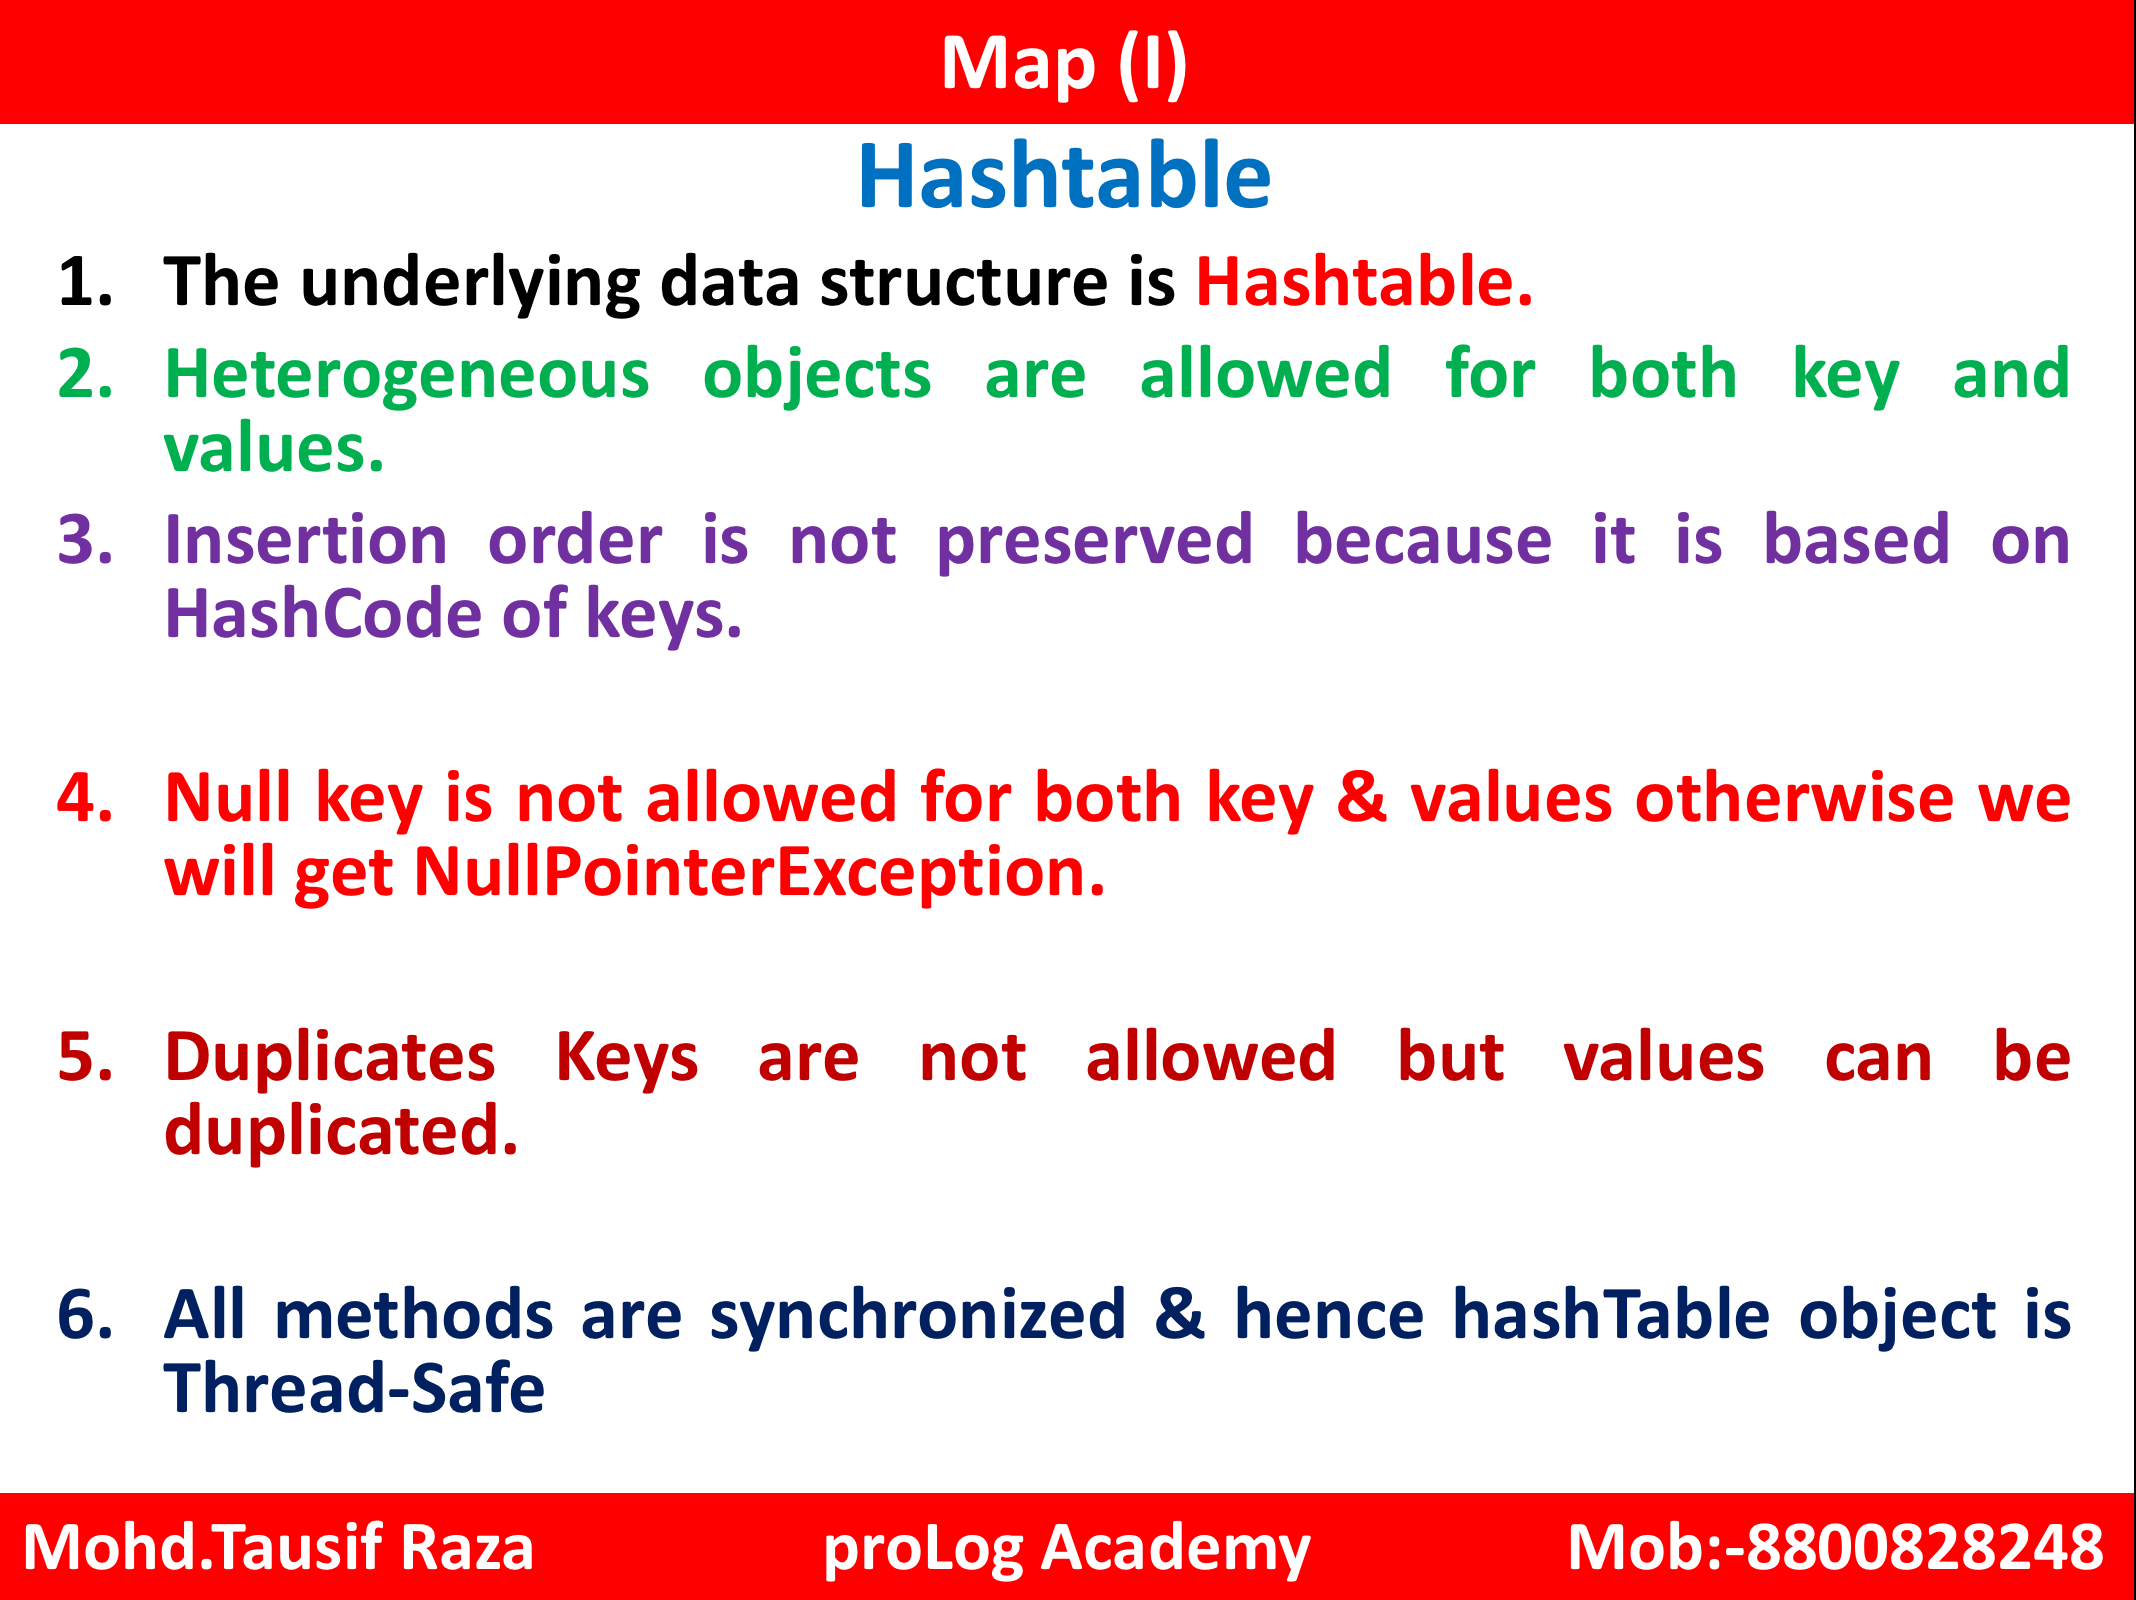 Map (I)
Hashtable
1. The underlying data structure is Hashtable.
2. Heterogeneous objects are allowed for both key and
values.
3. Insertion order is not preserved because it is based on
HashCode of keys.
4. Null key is not allowed for both key & values otherwise we
will get NullPointerException.
5. Duplicates Keys are not allowed but values can be
duplicated.
6. All methods are synchronized & hence hashTable object is
Thread-Safe
Mohd.Tausif Raza proLog Academy Mob:-8800828248